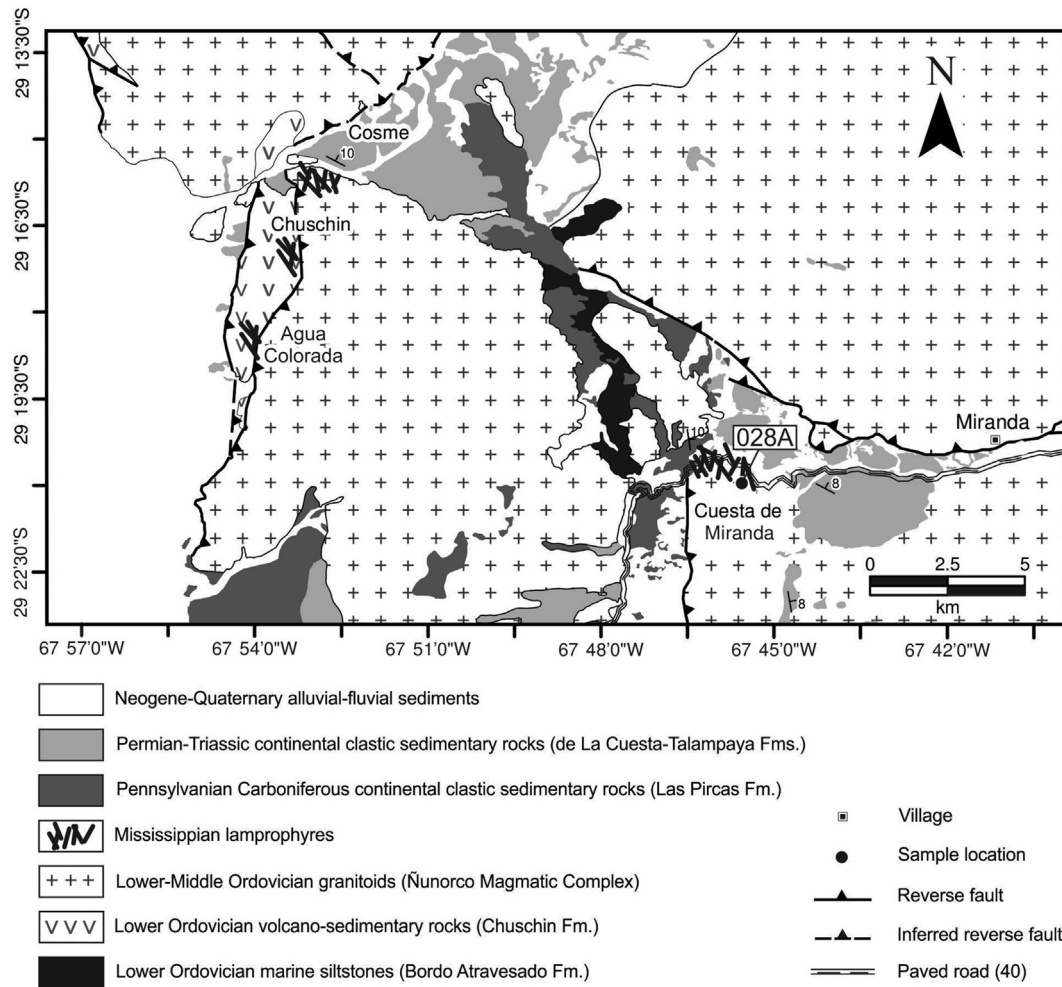 29 13'30"S
29 16'30"S
29 19'30"S
29 22'30"S
N
Cosme
10
Chuschin
Agua
Colorada
10
028A
Miranda
Cuesta de
Miranda
8
8
0 2.5 5
km
67 57'0"W 67 54'0"W 67 51'0"W 67 48'0"W 67 45'0"W 67 42'0"W
Neogene-Quaternary alluvial-fluvial sediments
Permian-Triassic continental clastic sedimentary rocks (de La Cuesta-Talampaya Fms.)
Pennsylvanian Carboniferous continental clastic sedimentary rocks (Las Pircas Fm.)
Mississippian lamprophyres
Lower-Middle Ordovician granitoids (Ñunorco Magmatic Complex)
Lower Ordovician volcano-sedimentary rocks (Chuschin Fm.)
Lower Ordovician marine siltstones (Bordo Atravesado Fm.)
Village
Sample location
Reverse fault
Inferred reverse fault
Paved road (40)